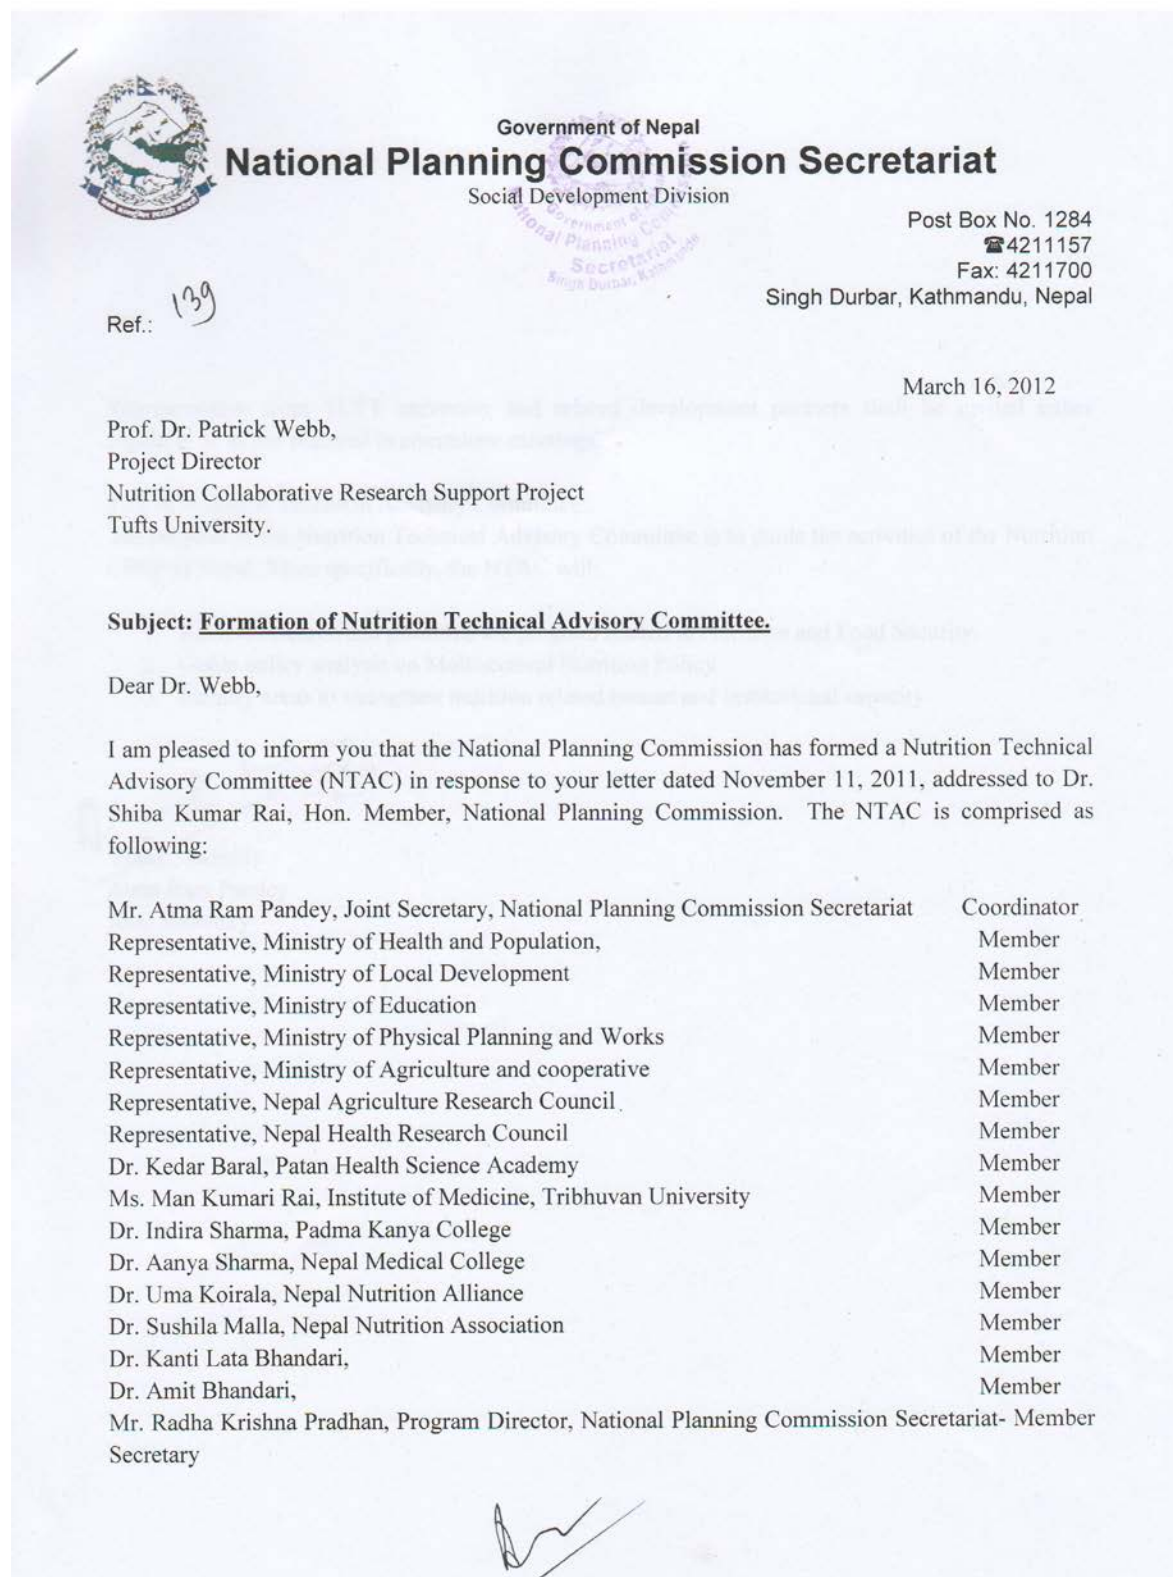 Government of Nepal
National Planning Commission Secretariat
Social Development Division
National Planning Commission
Government of
Secretariat
Singh Durbar, Kathmandu
Post Box No. 1284
☎4211157
Fax: 4211700
Singh Durbar, Kathmandu, Nepal
Ref.: 139
March 16, 2012
Prof. Dr. Patrick Webb,
Project Director
Nutrition Collaborative Research Support Project
Tufts University.
Subject: Formation of Nutrition Technical Advisory Committee.
Dear Dr. Webb,
I am pleased to inform you that the National Planning Commission has formed a Nutrition Technical
Advisory Committee (NTAC) in response to your letter dated November 11, 2011, addressed to Dr.
Shiba Kumar Rai, Hon. Member, National Planning Commission. The NTAC is comprised as
following:
Mr. Atma Ram Pandey, Joint Secretary, National Planning Commission Secretariat Coordinator
Representative, Ministry of Health and Population, Member
Representative, Ministry of Local Development Member
Representative, Ministry of Education Member
Representative, Ministry of Physical Planning and Works Member
Representative, Ministry of Agriculture and cooperative Member
Representative, Nepal Agriculture Research Council Member
Representative, Nepal Health Research Council Member
Dr. Kedar Baral, Patan Health Science Academy Member
Ms. Man Kumari Rai, Institute of Medicine, Tribhuvan University Member
Dr. Indira Sharma, Padma Kanya College Member
Dr. Aanya Sharma, Nepal Medical College Member
Dr. Uma Koirala, Nepal Nutrition Alliance Member
Dr. Sushila Malla, Nepal Nutrition Association Member
Dr. Kanti Lata Bhandari, Member
Dr. Amit Bhandari, Member
Mr. Radha Krishna Pradhan, Program Director, National Planning Commission Secretariat- Member
Secretary